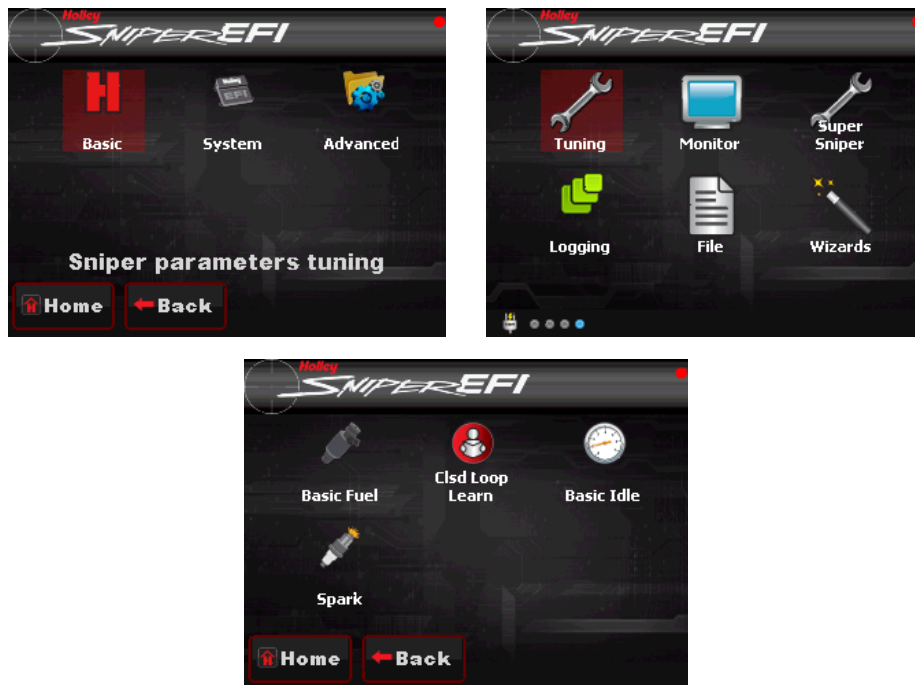 Holley
SNIPER EFI
Basic
System
Advanced
Sniper parameters tuning
Home
Back
Holley
SNIPER EFI
Tuning
Monitor
Super
Sniper
Logging
File
Wizards
Holley
SNIPER EFI
Basic Fuel
Clsd Loop
Learn
Basic Idle
Spark
Home
Back